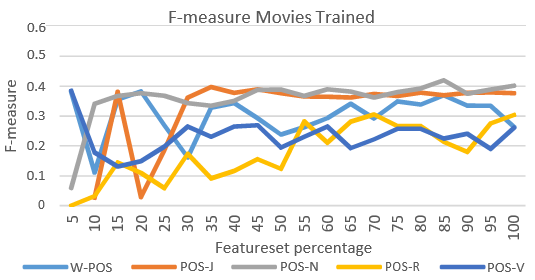 F-measure Movies Trained
0.6
0.5
0.4
0.3
0.2
0.1
0
F-measure
5 10 15 20 25 30 35 40 45 50 55 60 65 70 75 80 85 90 95 100
Featureset percentage
W-POS POS-J POS-N POS-R POS-V